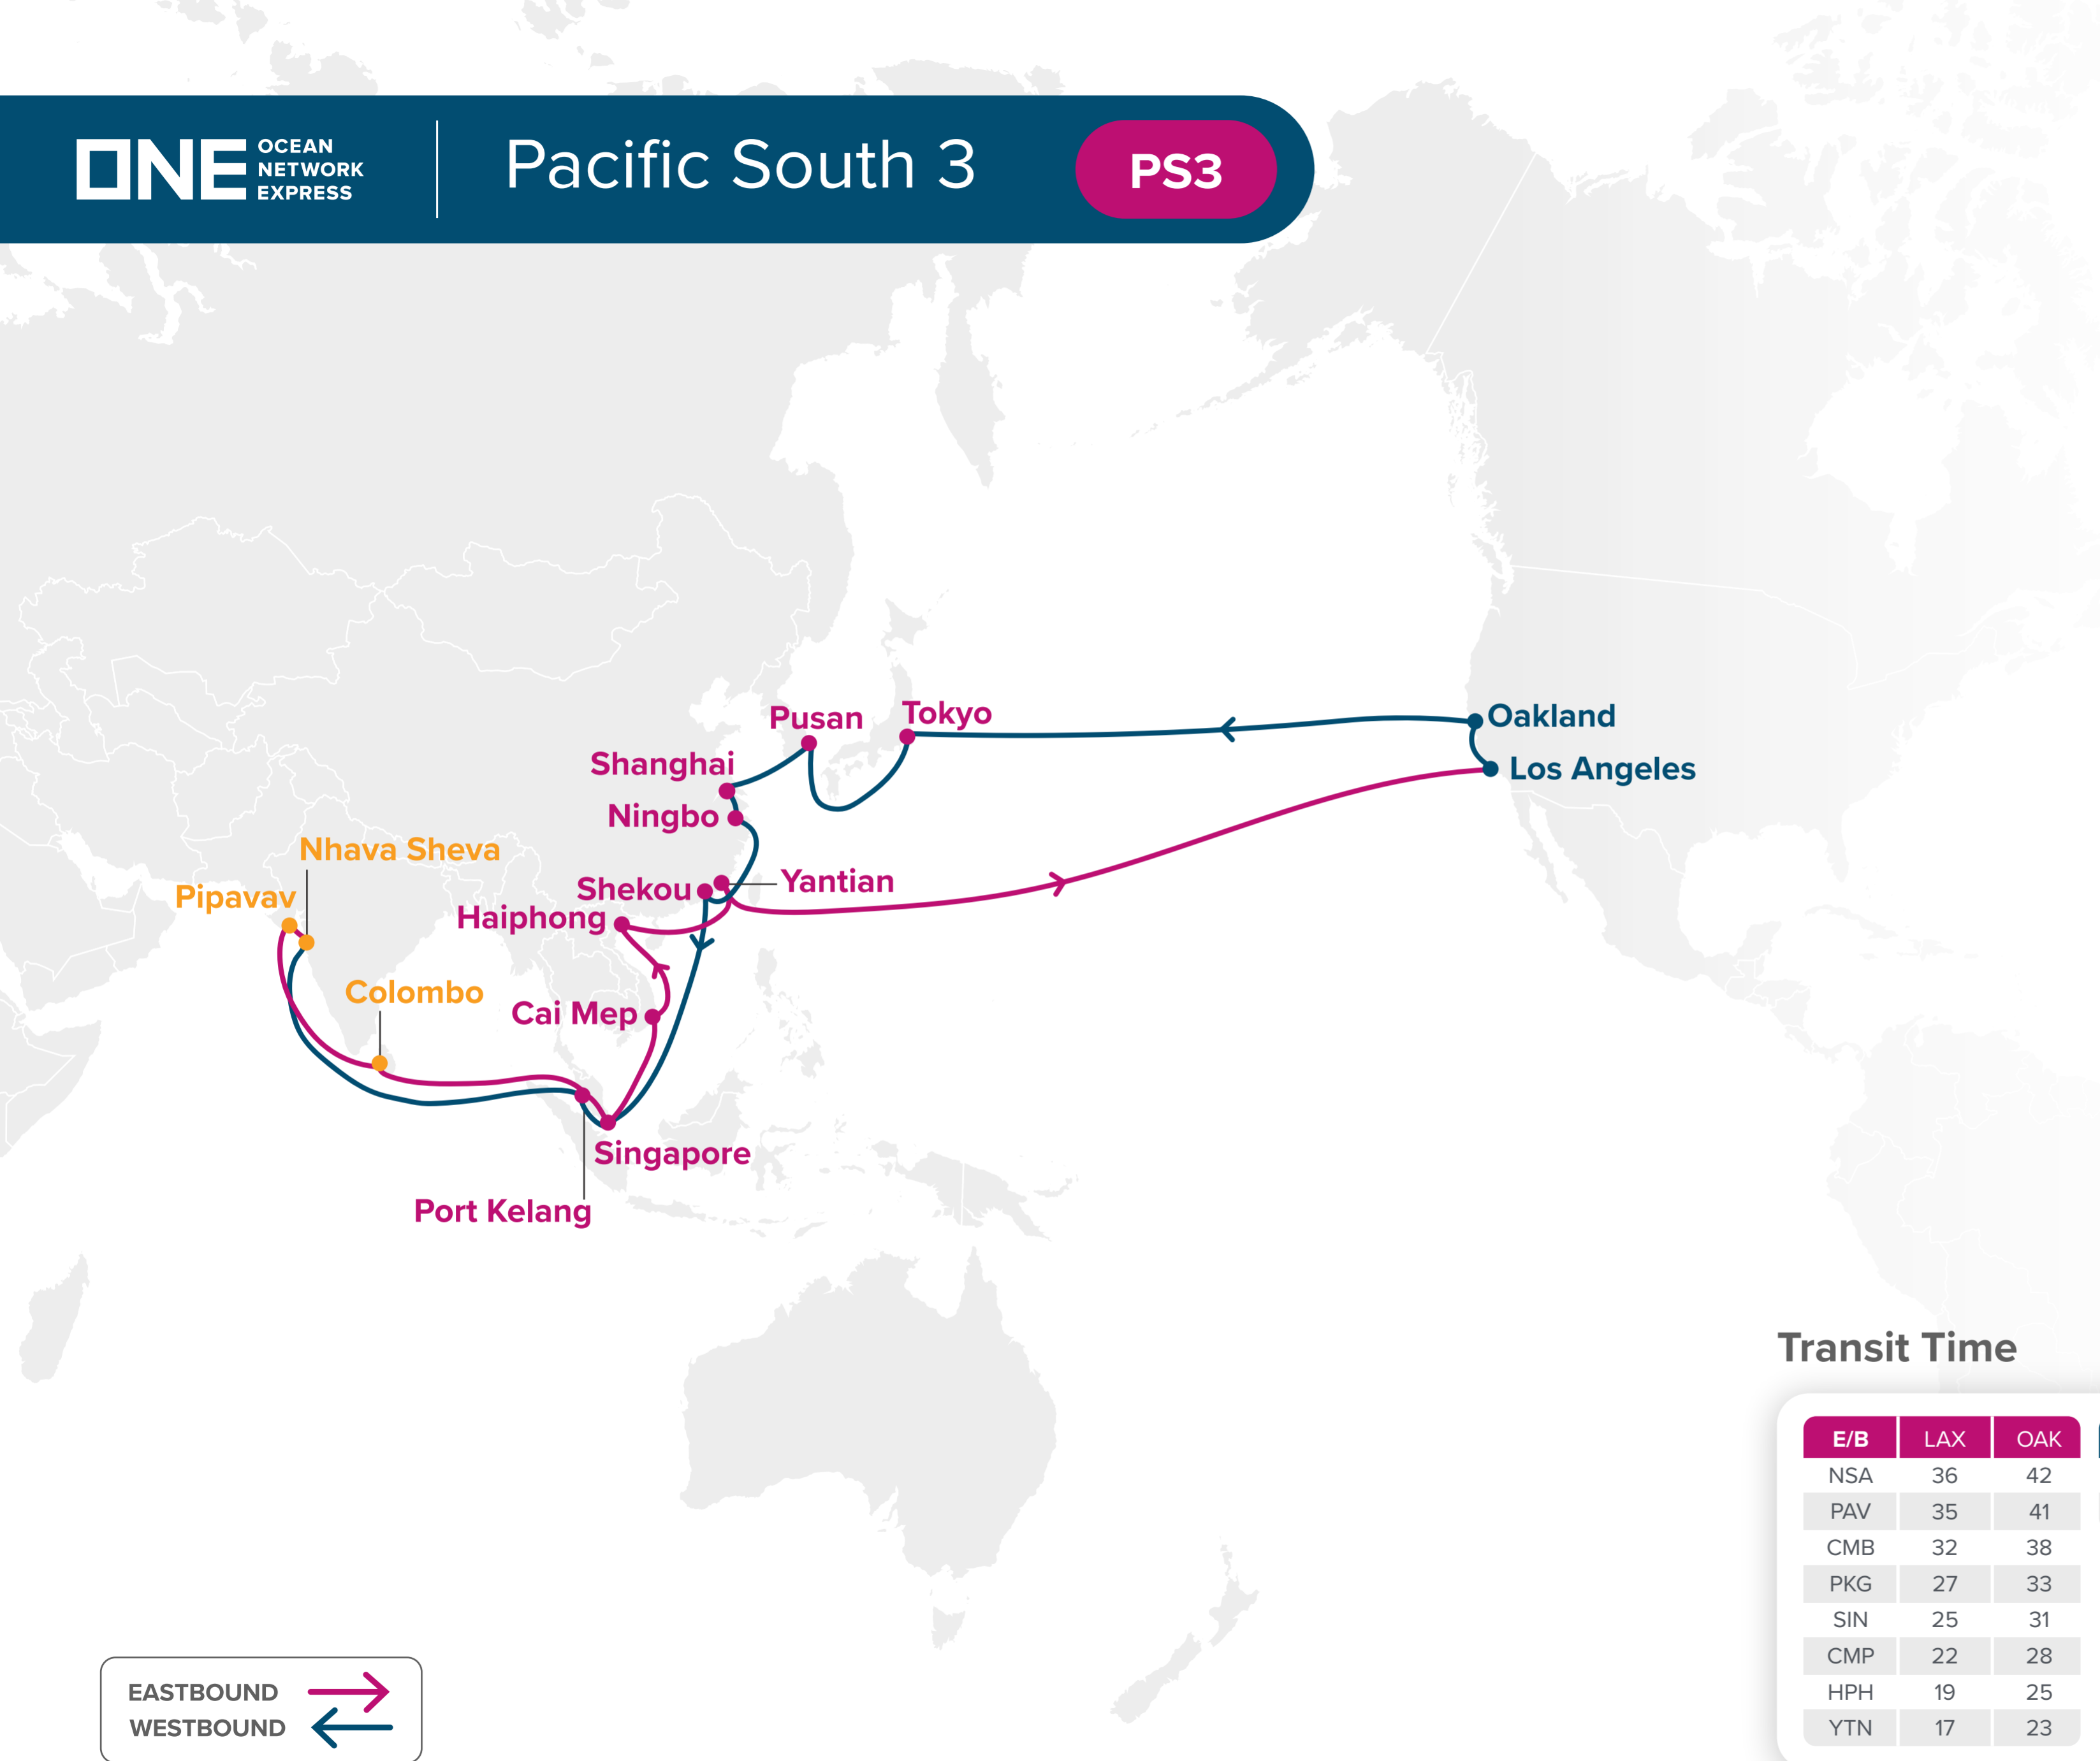 ONE OCEAN
NETWORK
EXPRESS
Pacific South 3
PS3
Pusan
Tokyo
Oakland
Shanghai
Los Angeles
Ningbo
Nhava Sheva
Shekou
Yantian
Pipavav
Haiphong
Colombo
Cai Mep
Singapore
Port Kelang
Transit Time
E/B LAX OAK
NSA 36 42
PAV 35 41
CMB 32 38
PKG 27 33
SIN 25 31
CMP 22 28
HPH 19 25
YTN 17 23
EASTBOUND
WESTBOUND